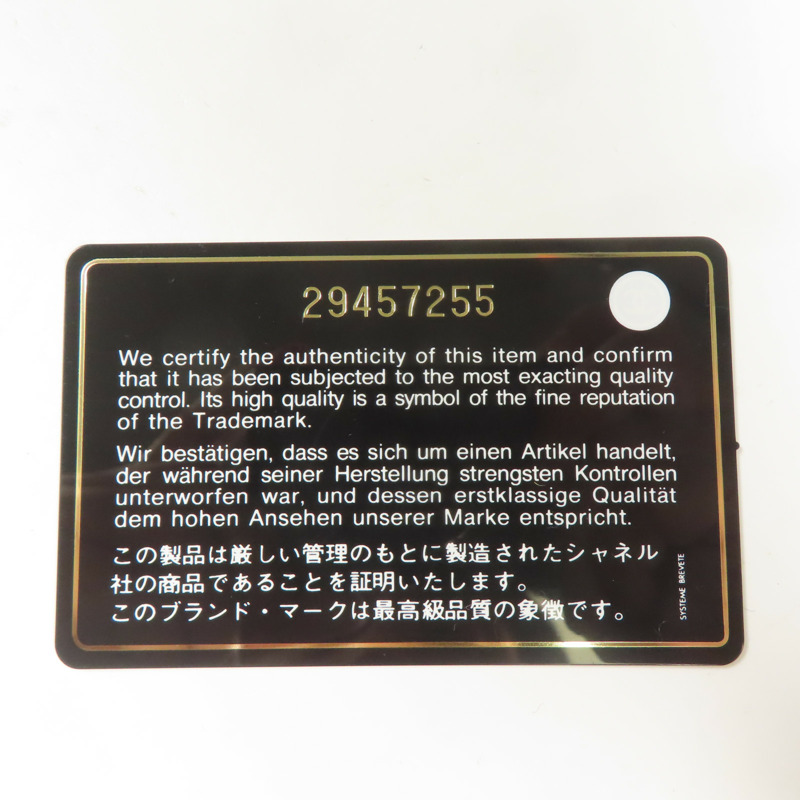 29457255
We certify the authenticity of this item and confirm
that it has been subjected to the most exacting quality
control. Its high quality is a symbol of the fine reputation
of the Trademark.
Wir bestätigen, dass es sich um einen Artikel handelt,
der während seiner Herstellung strengsten Kontrollen
unterworfen war, und dessen erstklassige Qualität
dem hohen Ansehen unserer Marke entspricht.
この製品は厳しい管理のもとに製造されたシャネル
社の商品であることを証明いたします。
このブランド・マークは最高級品質の象徴です。
SYSTEME BREVETE